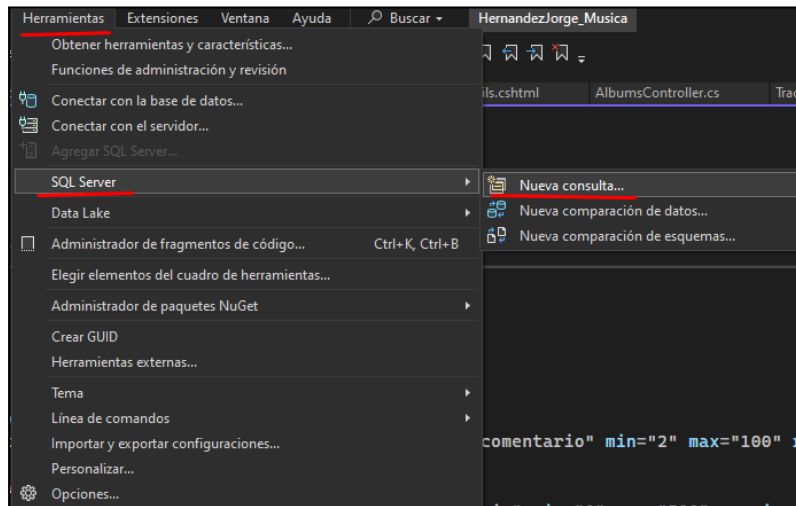 Herramientas Extensiones Ventana Ayuda Buscar HernandezJorge_Musica
Obtener herramientas y características...
Funciones de administración y revisión
ils.cshtml AlbumsController.cs
Conectar con la base de datos...
Conectar con el servidor...
Agregar SQL Server...
SQL Server
Nueva consulta...
Data Lake
Nueva comparación de datos...
Administrador de fragmentos de código... Ctrl+K, Ctrl+B
Nueva comparación de esquemas...
Elegir elementos del cuadro de herramientas...
Administrador de paquetes NuGet
Crear GUID
Herramientas externas...
Tema
Línea de comandos
Importar y exportar configuraciones...
comentario" min="2" max="100"
Personalizar...
Opciones...